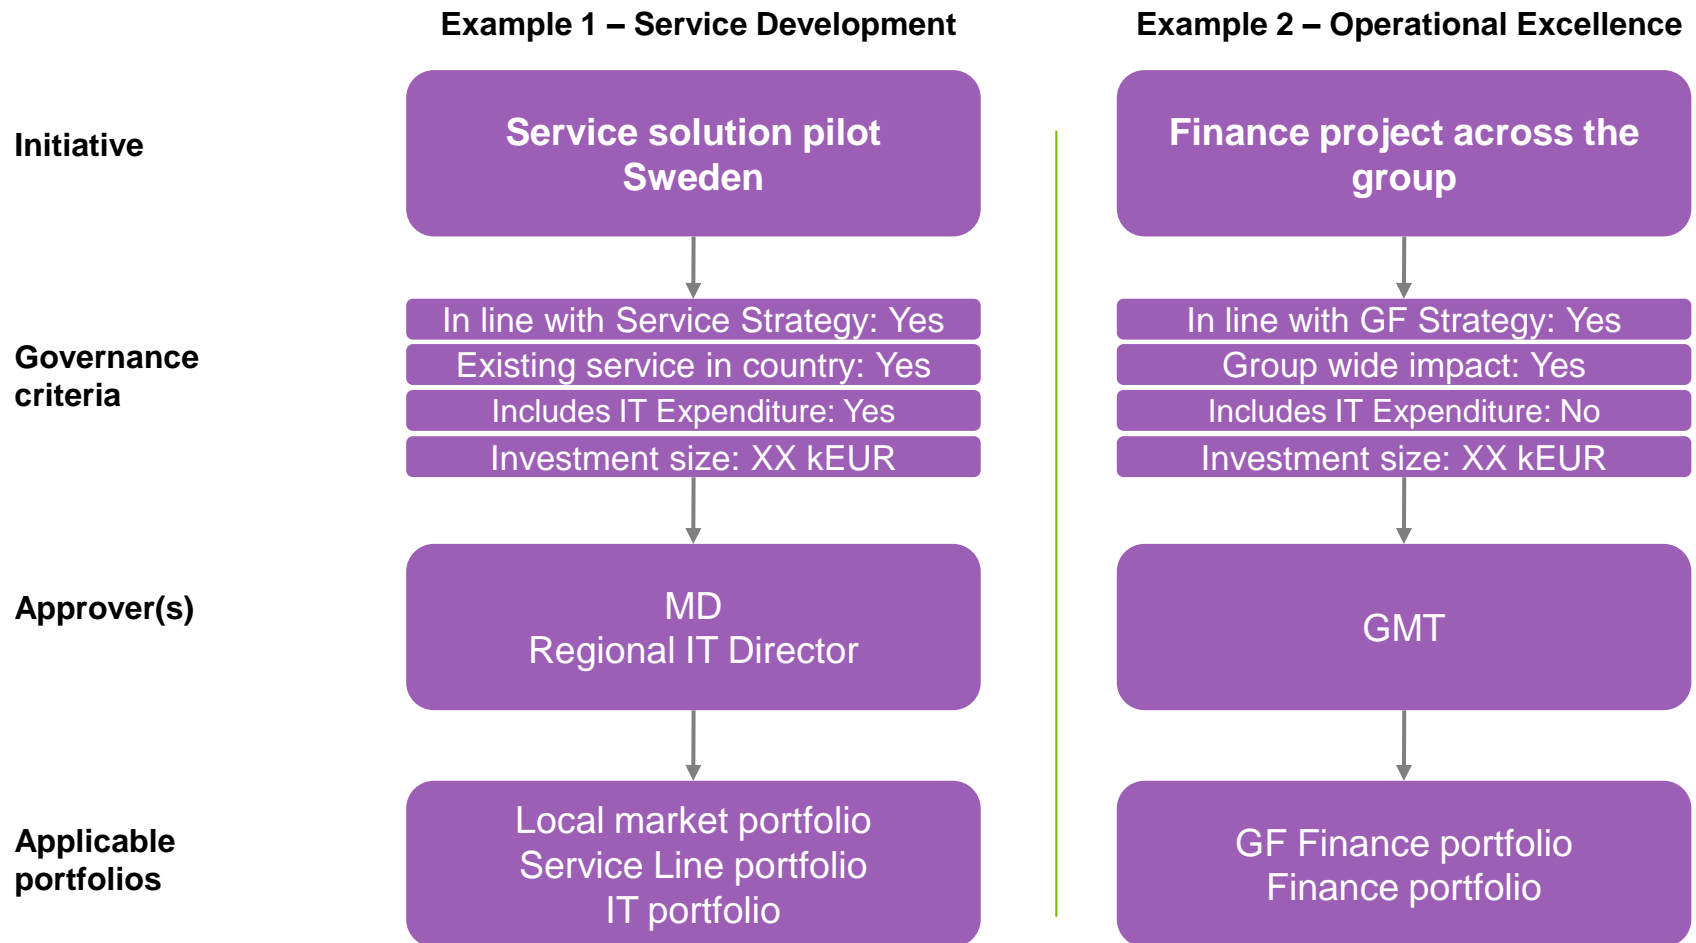 Example 1 – Service Development
Example 2 – Operational Excellence
Initiative
Service solution pilot
Sweden
Finance project across the
group
Governance
criteria
In line with Service Strategy: Yes
Existing service in country: Yes
Includes IT Expenditure: Yes
Investment size: XX kEUR
In line with GF Strategy: Yes
Group wide impact: Yes
Includes IT Expenditure: No
Investment size: XX kEUR
Approver(s)
MD
Regional IT Director
GMT
Applicable
portfolios
Local market portfolio
Service Line portfolio
IT portfolio
GF Finance portfolio
Finance portfolio